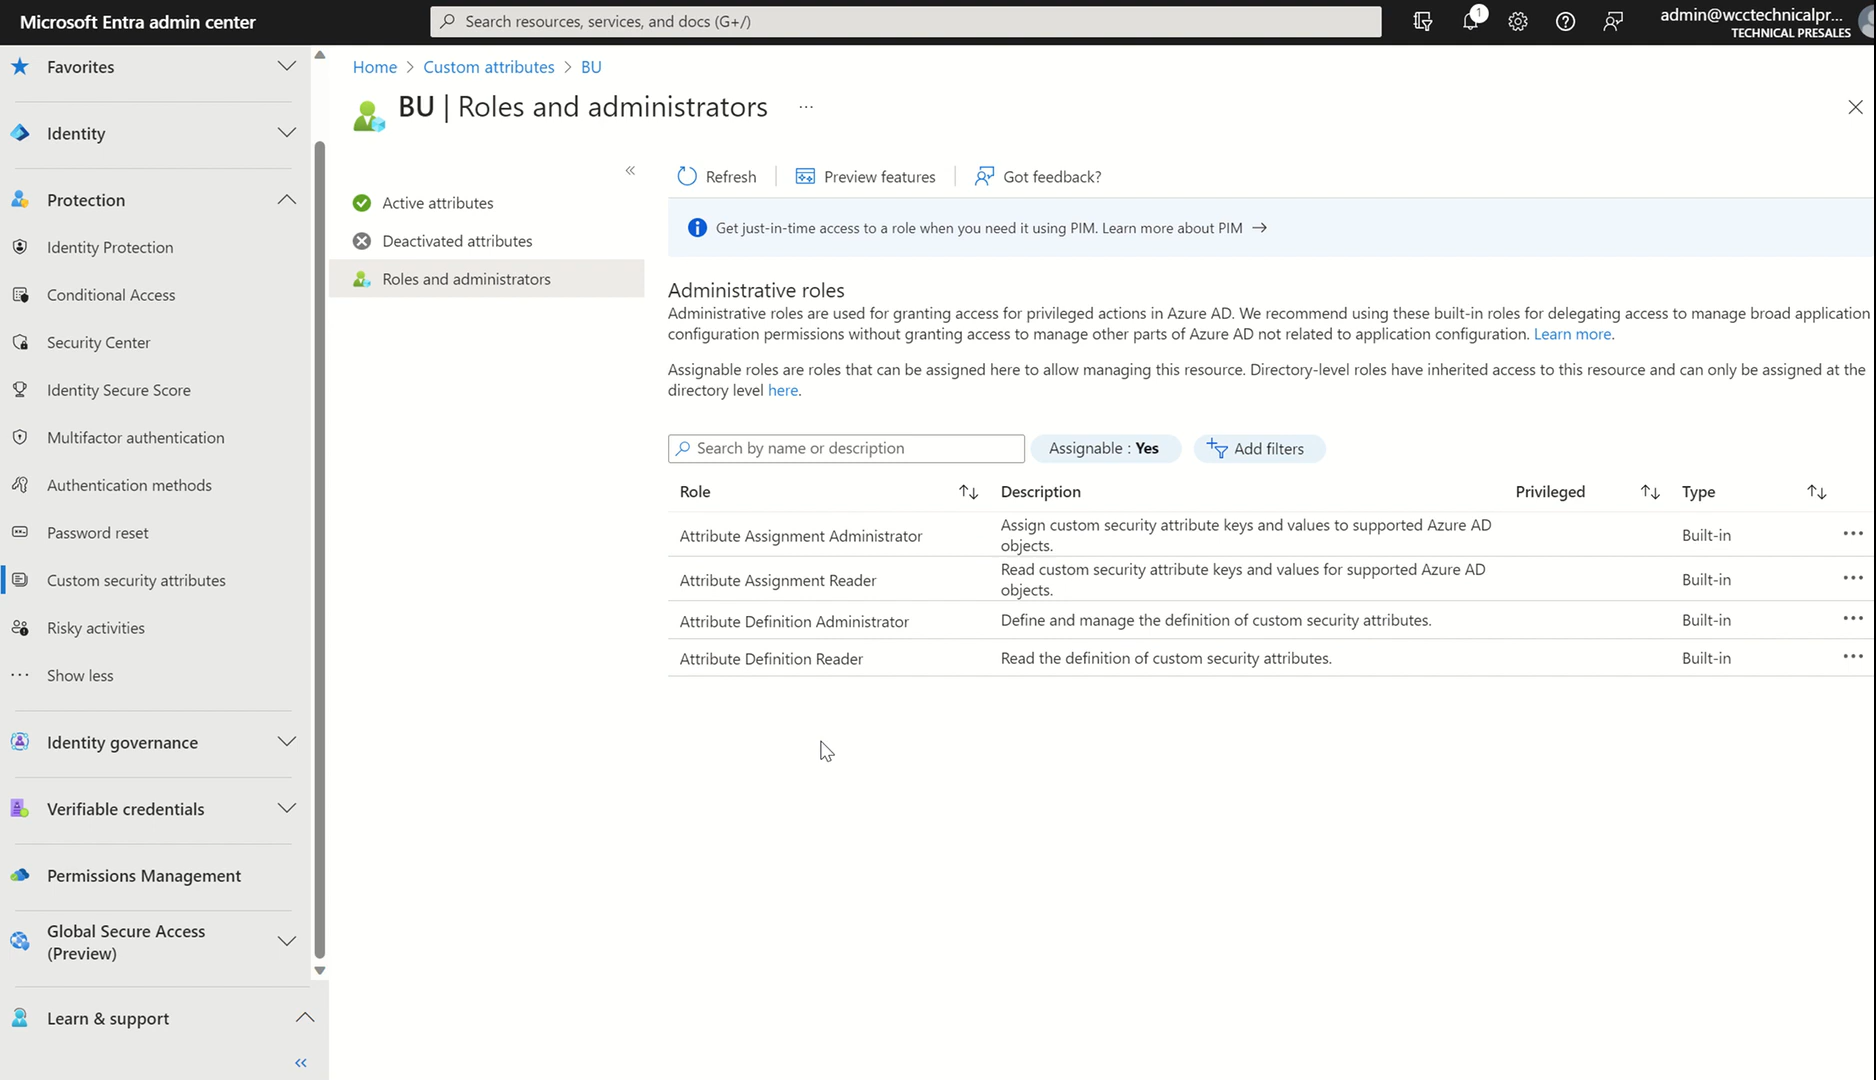 Microsoft Entra admin center
Search resources, services, and docs (G+/)
1
admin@wcctechnicalpr...
TECHNICAL PRESALES
Favorites
Identity
Protection
Identity Protection
Conditional Access
Security Center
Identity Secure Score
Multifactor authentication
Authentication methods
Password reset
Custom security attributes
Risky activities
Show less
Identity governance
Verifiable credentials
Permissions Management
Global Secure Access
(Preview)
Learn & support
Home > Custom attributes > BU
BU | Roles and administrators ...
Active attributes
Deactivated attributes
Roles and administrators
Refresh
Preview features
Got feedback?
Get just-in-time access to a role when you need it using PIM. Learn more about PIM →
Administrative roles
Administrative roles are used for granting access for privileged actions in Azure AD. We recommend using these built-in roles for delegating access to manage broad application
configuration permissions without granting access to manage other parts of Azure AD not related to application configuration. Learn more.
Assignable roles are roles that can be assigned here to allow managing this resource. Directory-level roles have inherited access to this resource and can only be assigned at the
directory level here.
Search by name or description
Assignable : Yes
Add filters
Role Description Privileged Type
Attribute Assignment Administrator Assign custom security attribute keys and values to supported Azure AD
objects. Built-in
Attribute Assignment Reader Read custom security attribute keys and values for supported Azure AD
objects. Built-in
Attribute Definition Administrator Define and manage the definition of custom security attributes. Built-in
Attribute Definition Reader Read the definition of custom security attributes. Built-in